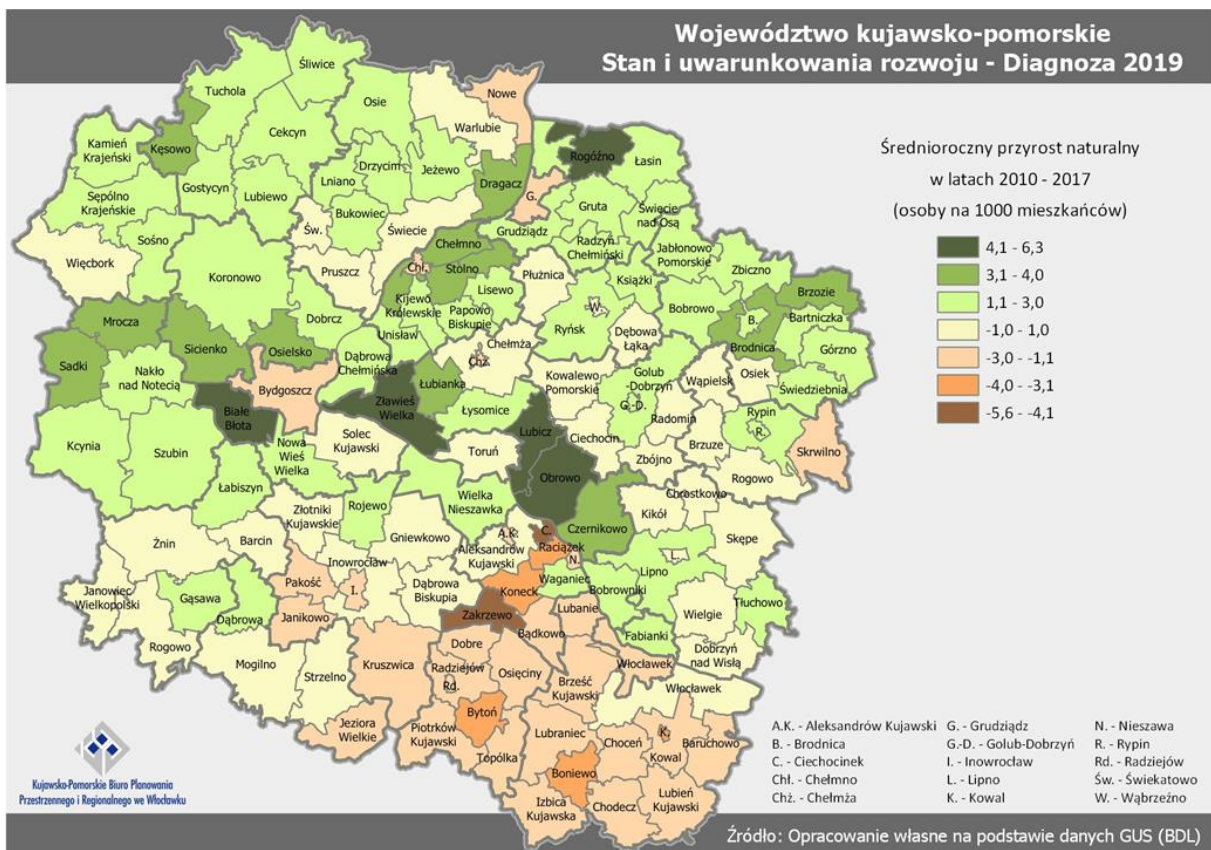 Województwo kujawsko-pomorskie
Stan i uwarunkowania rozwoju - Diagnoza 2019
Średnioroczny przyrost naturalny
w latach 2010 - 2017
(osoby na 1000 mieszkańców)
4,1 - 6,3
3,1 - 4,0
1,1 - 3,0
-1,0 - 1,0
-3,0 - -1,1
-4,0 - -3,1
-5,6 - -4,1
Śliwice
Tuchola
Osie
Nowe
Warlubie
Cekcyn
Kamień
Krajeński
Kęsowo
Rogóźno
Łasin
Drzycim
Jeżewo
Lniano
Dragacz
G.
Gostycyn
Lubiewo
Sępólno
Krajeńskie
Bukowiec
Gruta
Święcie
nad Osą
Grudziądz
Św.
Świecie
Sośno
Radzyń
Chełmiński
Jabłonowo
Pomorskie
Więcbork
Pruszcz
Chełmno
Chł.
Stolno
Płużnica
Książki
Zbiczno
Koronowo
Lisewo
Brzozie
Kijewo
Królewskie
Papowo
Biskupie
W.
Bobrowo
Bartniczka
B.
Mrocza
Dobrcz
Unisław
Ryńsk
Dębowa
Łąka
Brodnica
Górzno
Sicienko
Osielsko
Chełmża
Chż.
Sadki
Nakło
nad Notecią
Dąbrowa
Chełmińska
Kowalewo
Pomorskie
Golub
-Dobrzyń
Wąpielsk
Osiek
Świedziebnia
Bydgoszcz
Łubianka
Zławieś
Wielka
Łysomice
G.-D.
Radomin
Rypin
R.
Białe
Błota
Lubicz
Ciechocin
Brzuze
Skrwilno
Kcynia
Szubin
Nowa
Wieś
Wielka
Solec
Kujawski
Toruń
Zbójno
Rogowo
Obrowo
Łabiszyn
Wielka
Nieszawka
Chrostkowo
Rojewo
Kikół
Złotniki
Kujawskie
Czernikowo
Gniewkowo
Skępe
Żnin
Barcin
A.K.
C.
Aleksandrów
Kujawski
Raciążek
N.
L.
Inowrocław
Pakość
I.
Dąbrowa
Biskupia
Koneck
Waganiec
Bobrowniki
Lipno
Janowiec
Wielkopolski
Gąsawa
Dąbrowa
Janikowo
Zakrzewo
Lubanie
Wielgie
Tłuchowo
Bądkowo
Fabianki
Rogowo
Mogilno
Strzelno
Kruszwica
Dobre
Dobrzyń
nad Wisłą
Radziejów
Rd.
Osięciny
Włocławek
Brześć
Kujawski
Włocławek
Jeziora
Wielkie
Piotrków
Kujawski
Bytoń
Lubraniec
Choceń
K.
Kowal
Baruchowo
Topólka
Boniewo
Izbica
Kujawska
Chodecz
Lubień
Kujawski
A.K. - Aleksandrów Kujawski
B. - Brodnica
C. - Ciechocinek
Chł. - Chełmno
Chż. - Chełmża
G. - Grudziądz
G.-D. - Golub-Dobrzyń
I. - Inowrocław
L. - Lipno
K. - Kowal
N. - Nieszawa
R. - Rypin
Rd. - Radziejów
Św. - Świekatowo
W. - Wąbrzeźno
Kujawsko-Pomorskie Biuro Planowania
Przestrzennego i Regionalnego we Włocławku
Źródło: Opracowanie własne na podstawie danych GUS (BDL)